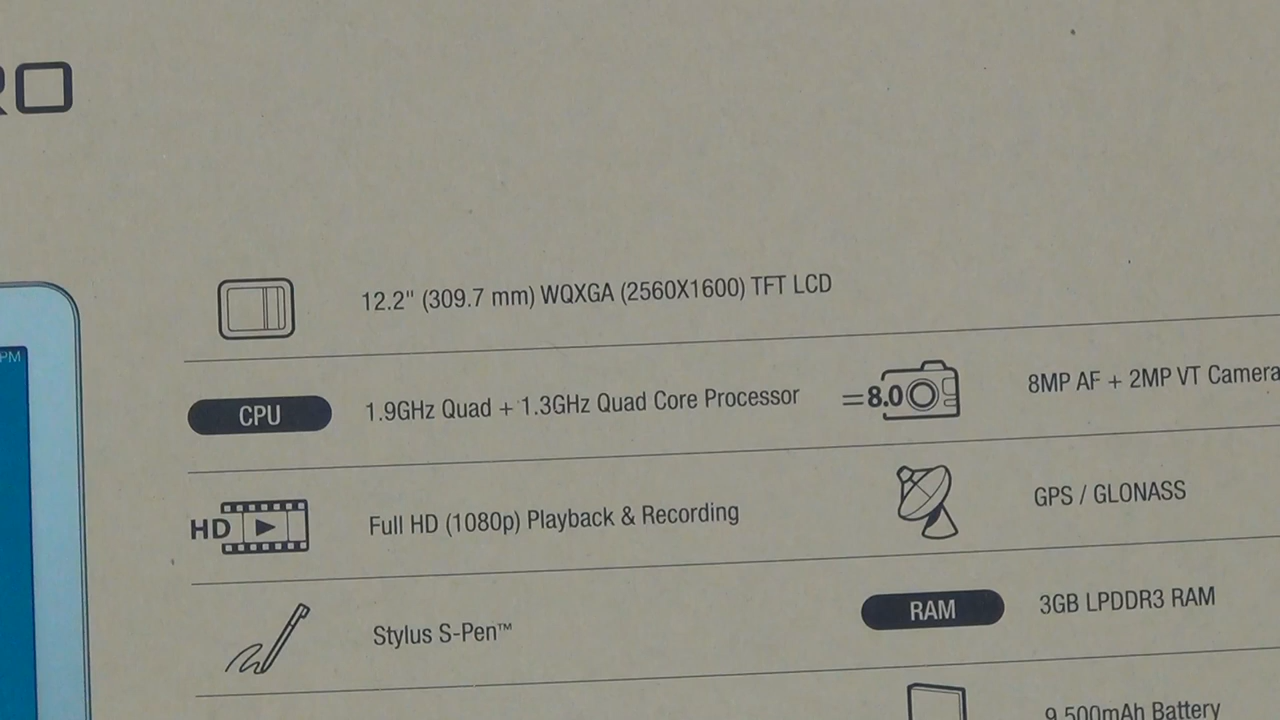 RO
PM
12.2" (309.7 mm) WQXGA (2560X1600) TFT LCD
CPU 1.9GHz Quad + 1.3GHz Quad Core Processor
=8.0 8MP AF + 2MP VT Camera
HD Full HD (1080p) Playback & Recording
GPS / GLONASS
Stylus S-Pen™
RAM 3GB LPDDR3 RAM
9,500mAh Battery